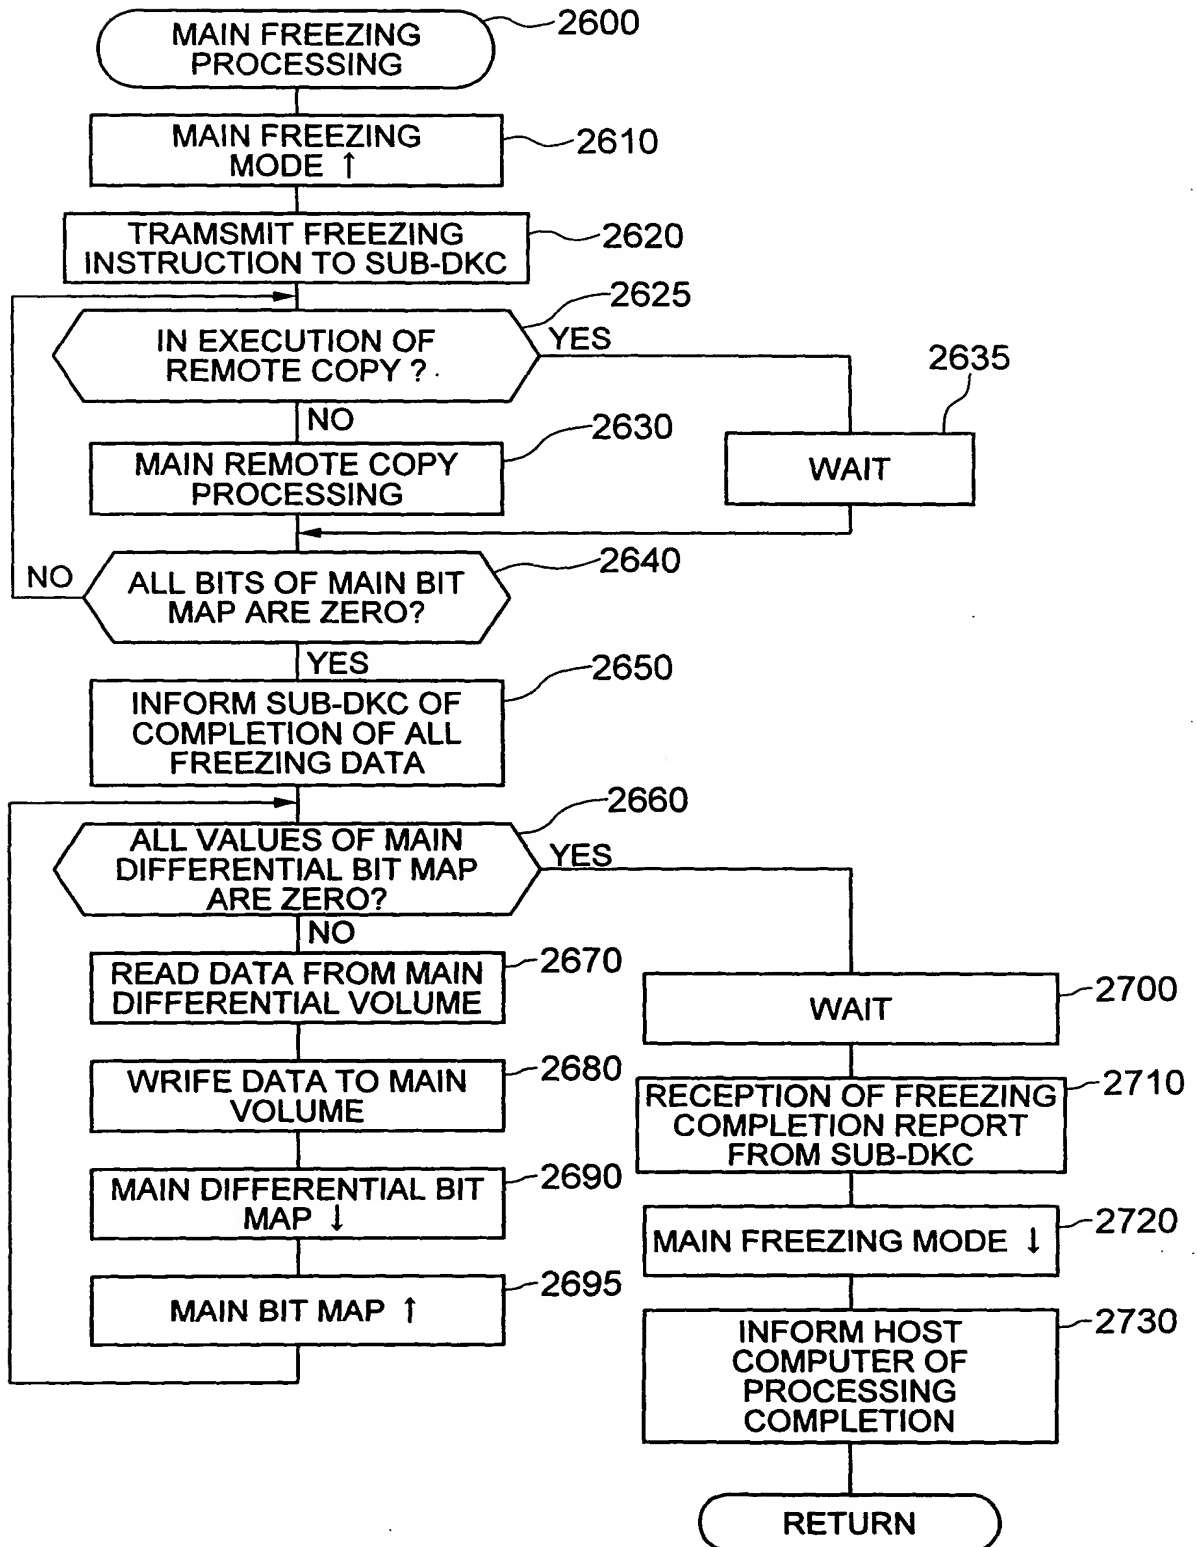 MAIN FREEZING
PROCESSING
2600
MAIN FREEZING
MODE ↑
2610
TRAMSMIT FREEZING
INSTRUCTION TO SUB-DKC
2620
2625
IN EXECUTION OF
REMOTE COPY ?
YES
NO
2635
WAIT
2630
MAIN REMOTE COPY
PROCESSING
2640
NO
ALL BITS OF MAIN BIT
MAP ARE ZERO?
YES
2650
INFORM SUB-DKC OF
COMPLETION OF ALL
FREEZING DATA
2660
ALL VALUES OF MAIN
DIFFERENTIAL BIT MAP
ARE ZERO?
YES
NO
2670
READ DATA FROM MAIN
DIFFERENTIAL VOLUME
2680
WRIFE DATA TO MAIN
VOLUME
2690
MAIN DIFFERENTIAL BIT
MAP ↓
2695
MAIN BIT MAP ↑
2700
WAIT
2710
RECEPTION OF FREEZING
COMPLETION REPORT
FROM SUB-DKC
2720
MAIN FREEZING MODE ↓
2730
INFORM HOST
COMPUTER OF
PROCESSING
COMPLETION
RETURN